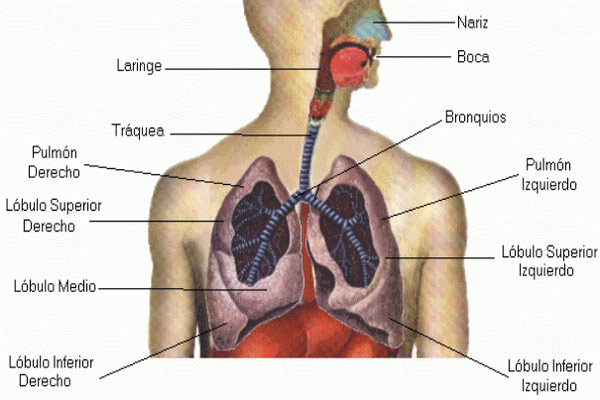 Nariz
Boca
Laringe
Bronquios
Tráquea
Pulmón
Derecho
Pulmón
Izquierdo
Lóbulo Superior
Derecho
Lóbulo Superior
Izquierdo
Lóbulo Medio
Lóbulo Inferior
Derecho
Lóbulo Inferior
Izquierdo